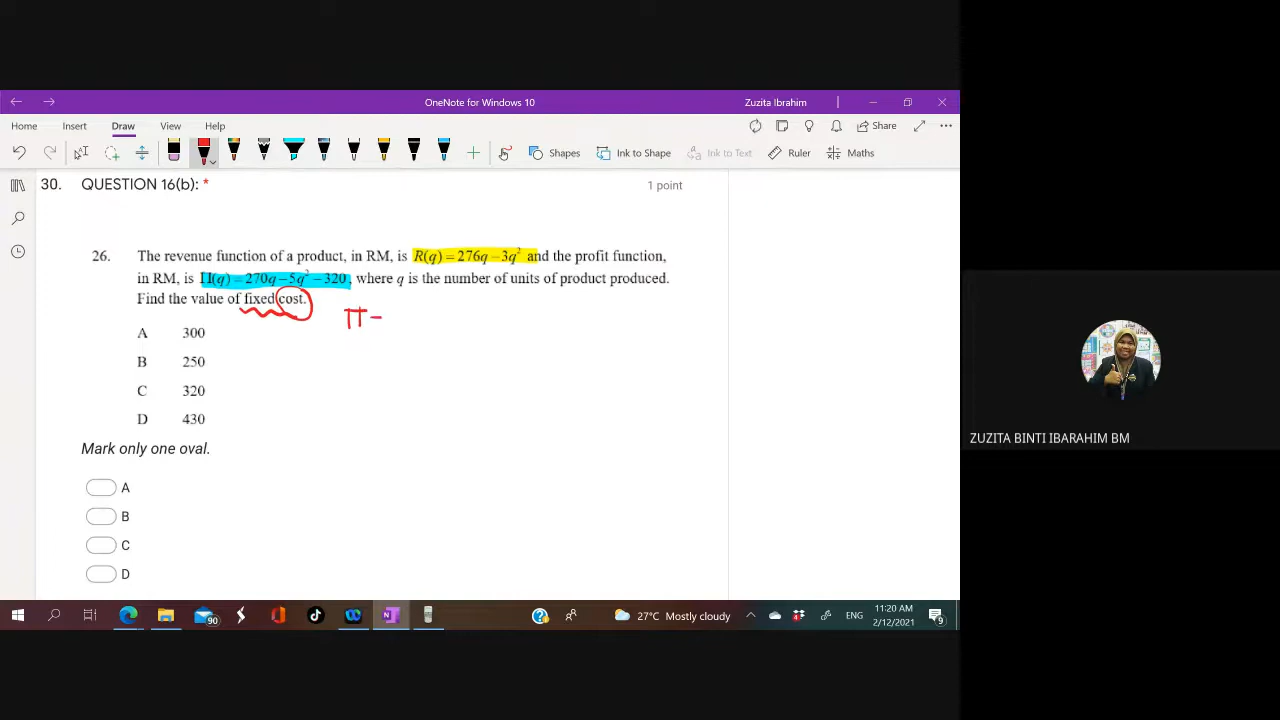 OneNote for Windows 10
Zuzita Ibrahim
Home Insert Draw View Help
Share
Shapes Ink to Shape Ink to Text Ruler Maths
30. QUESTION 16(b): * 1 point
26. The revenue function of a product, in RM, is R(q) = 276q − 3q² and the profit function,
in RM, is Π(q) = 270q − 5q² − 320, where q is the number of units of product produced.
Find the value of fixed cost.
π =
A 300
B 250
C 320
D 430
Mark only one oval.
A
B
C
D
ZUZITA BINTI IBARAHIM BM
90
27°C Mostly cloudy
4
ENG
11:20 AM
2/12/2021
9